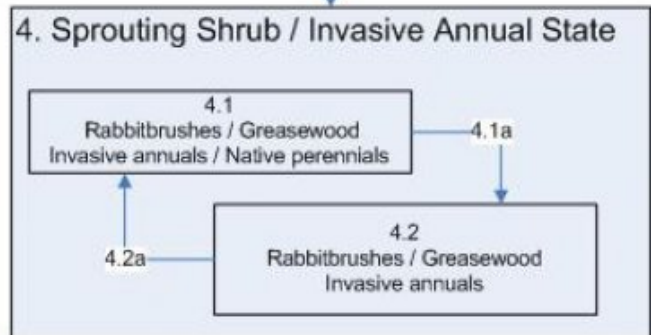 4. Sprouting Shrub / Invasive Annual State
4.1
Rabbitbrushes / Greasewood
Invasive annuals / Native perennials
4.1a
4.2
Rabbitbrushes / Greasewood
Invasive annuals
4.2a